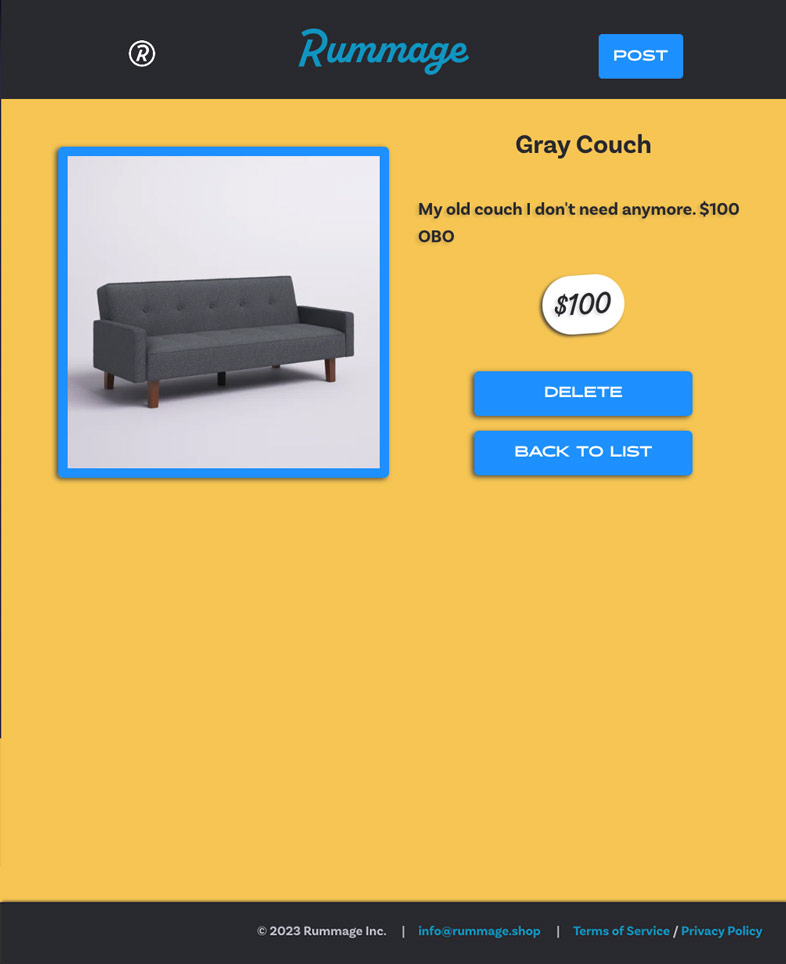 R
Rummage
POST
Gray Couch
My old couch I don't need anymore. $100
OBO
$100
DELETE
BACK TO LIST
© 2023 Rummage Inc. | info@rummage.shop | Terms of Service / Privacy Policy